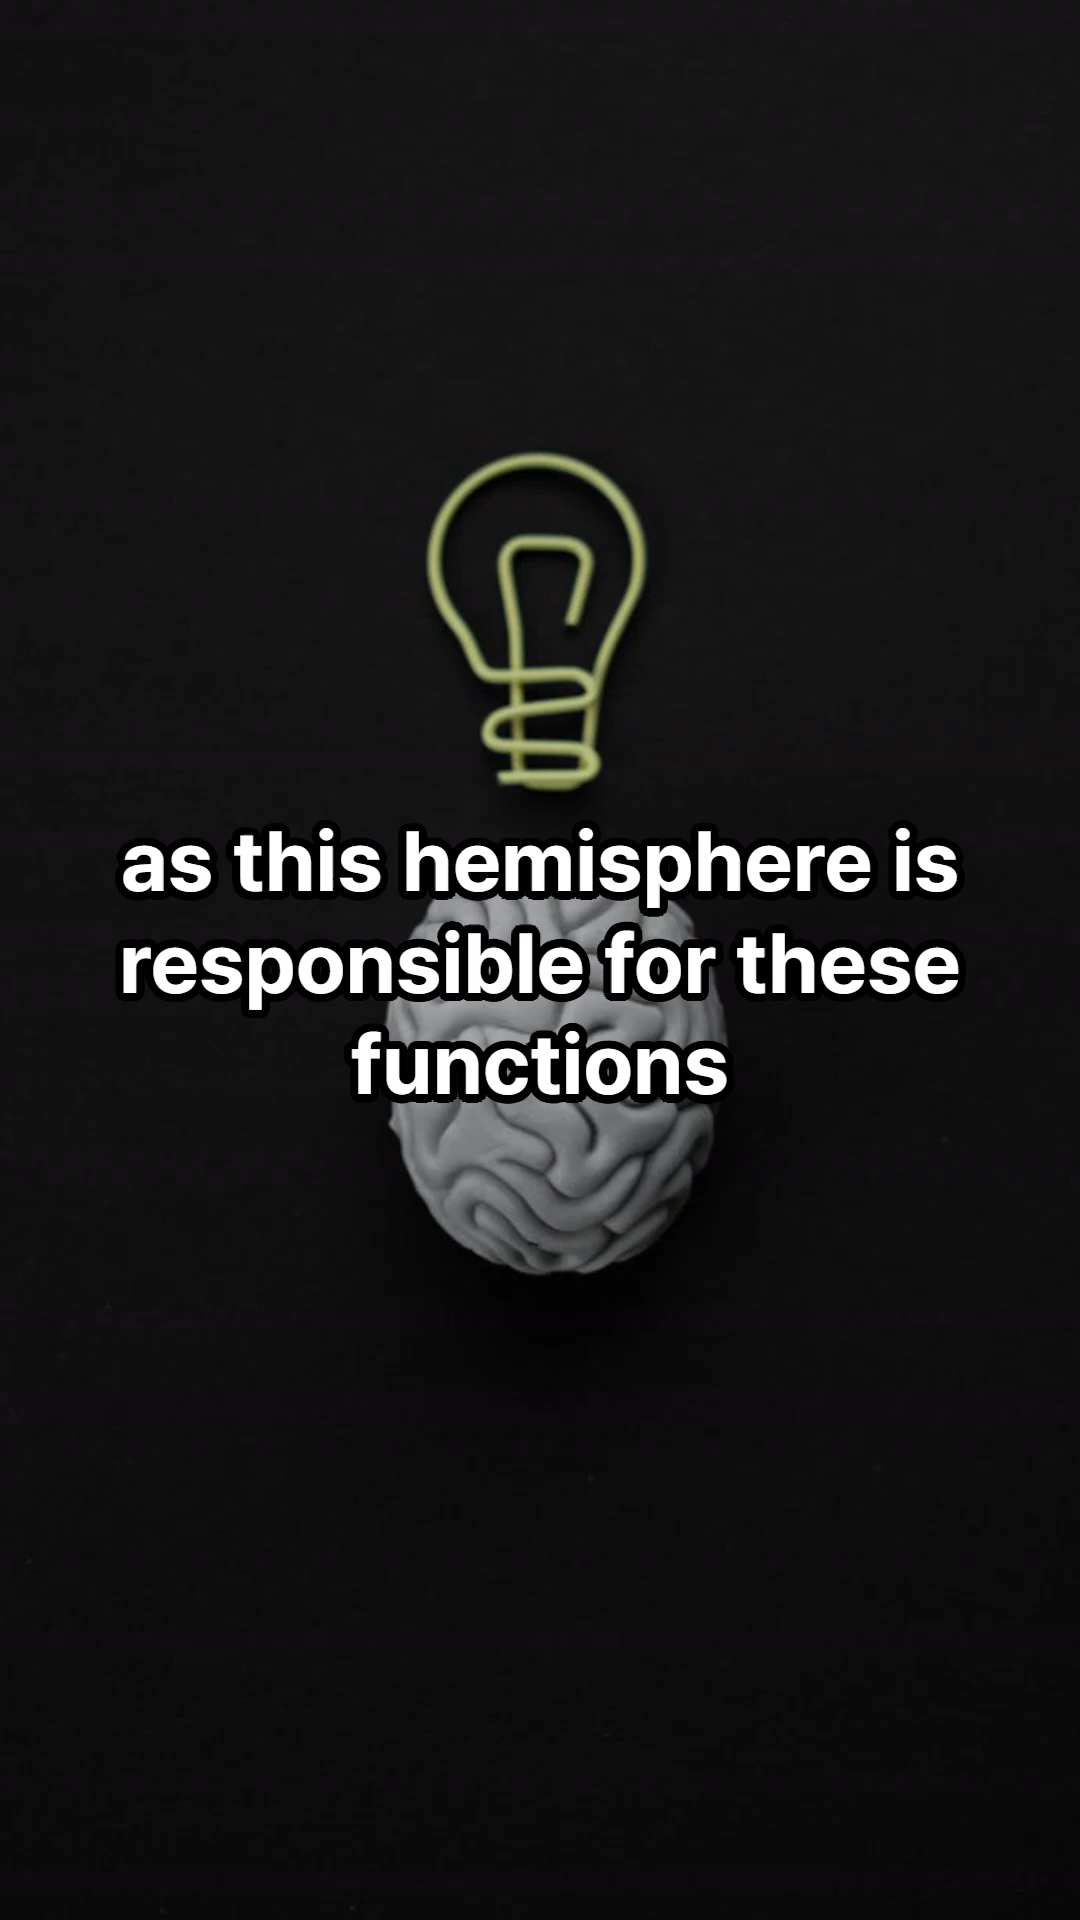 as this hemisphere is
responsible for these
functions